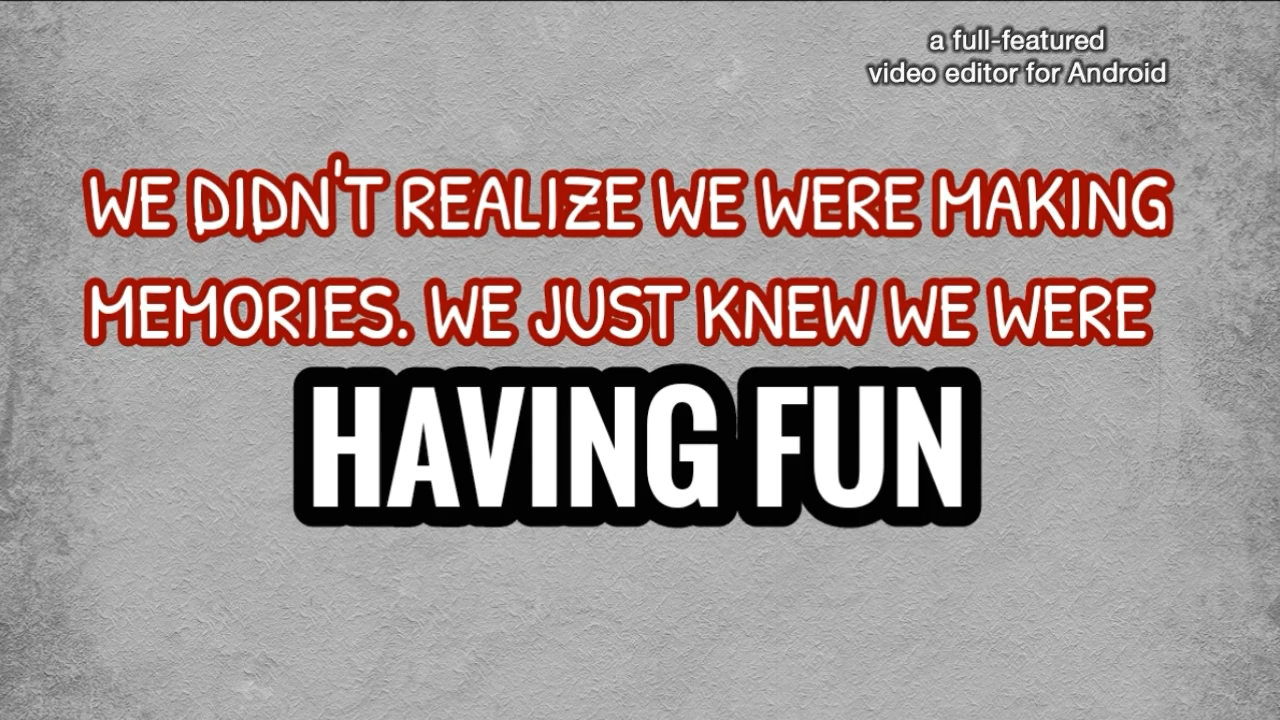 a full-featured
video editor for Android
WE DIDN'T REALIZE WE WERE MAKING
MEMORIES. WE JUST KNEW WE WERE
HAVING FUN